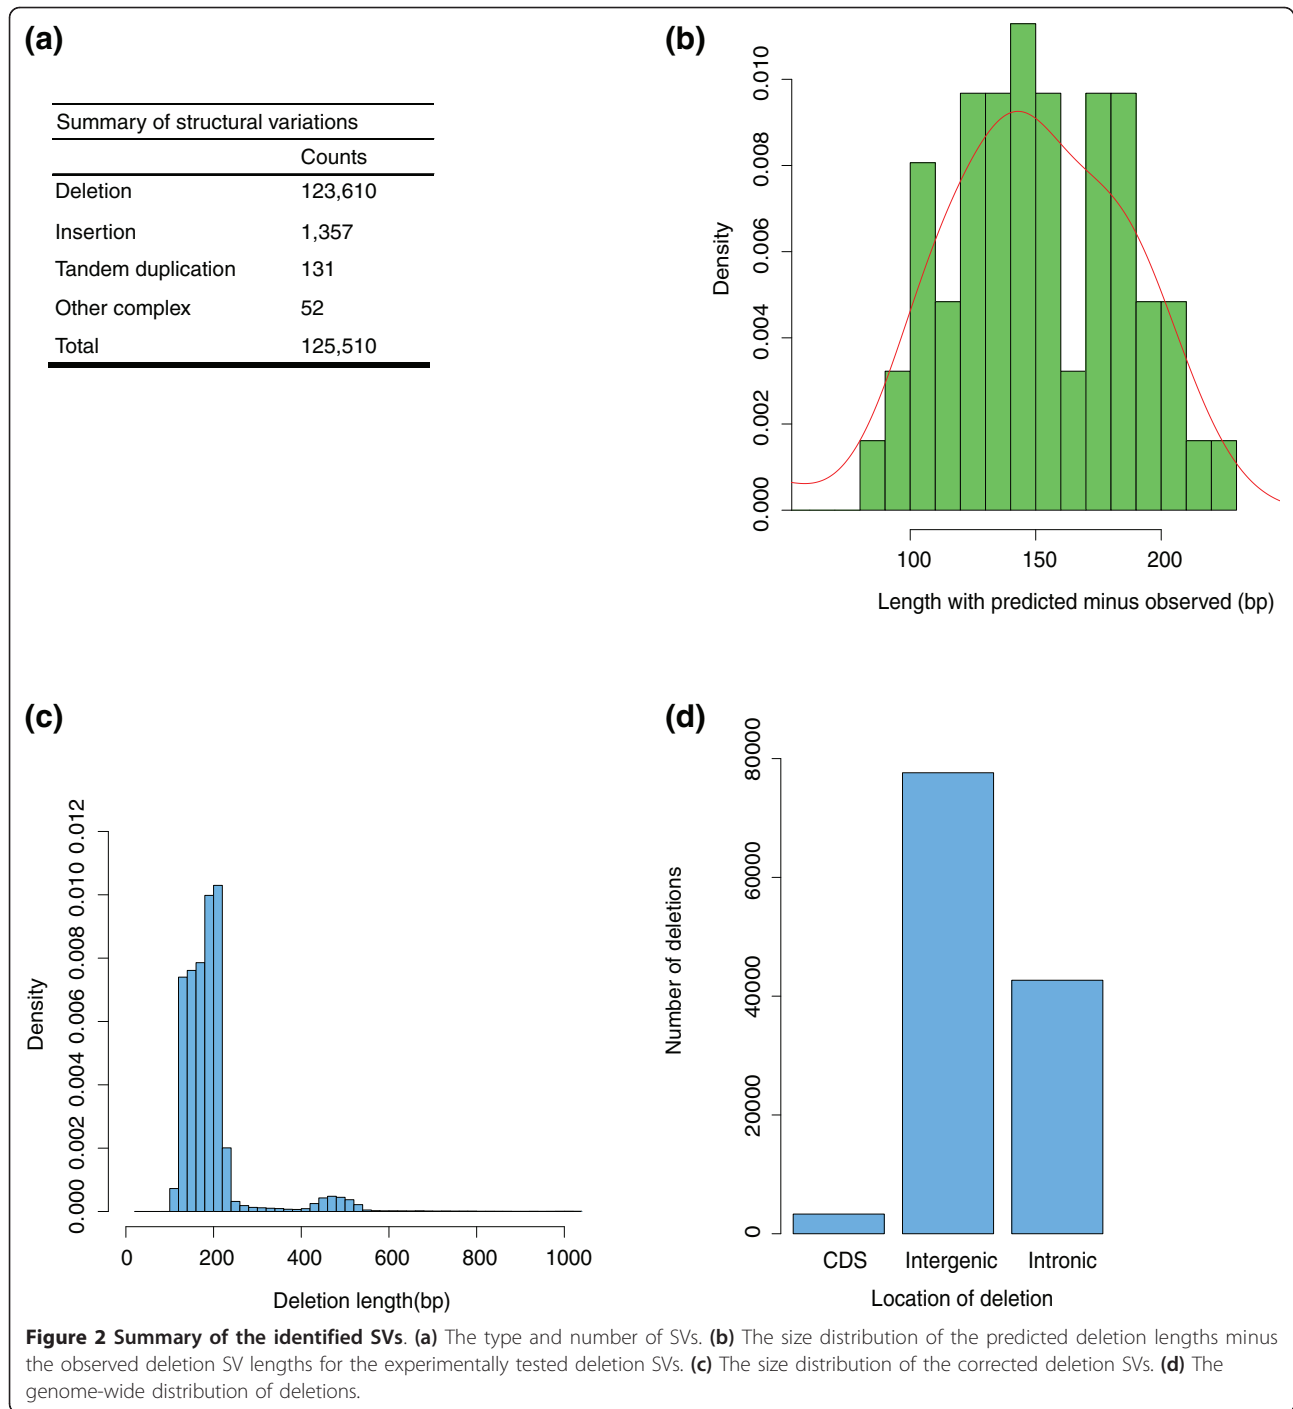 (a)
Summary of structural variations
Counts
Deletion 123,610
Insertion 1,357
Tandem duplication 131
Other complex 52
Total 125,510
(b)
Density
0.000 0.002 0.004 0.006 0.008 0.010
100 150 200
Length with predicted minus observed (bp)
(c)
Density
0.000 0.002 0.004 0.006 0.008 0.010 0.012
0 200 400 600 800 1000
Deletion length(bp)
(d)
Number of deletions
0 20000 40000 60000 80000
CDS Intergenic Intronic
Location of deletion
Figure 2 Summary of the identified SVs. (a) The type and number of SVs. (b) The size distribution of the predicted deletion lengths minus
the observed deletion SV lengths for the experimentally tested deletion SVs. (c) The size distribution of the corrected deletion SVs. (d) The
genome-wide distribution of deletions.